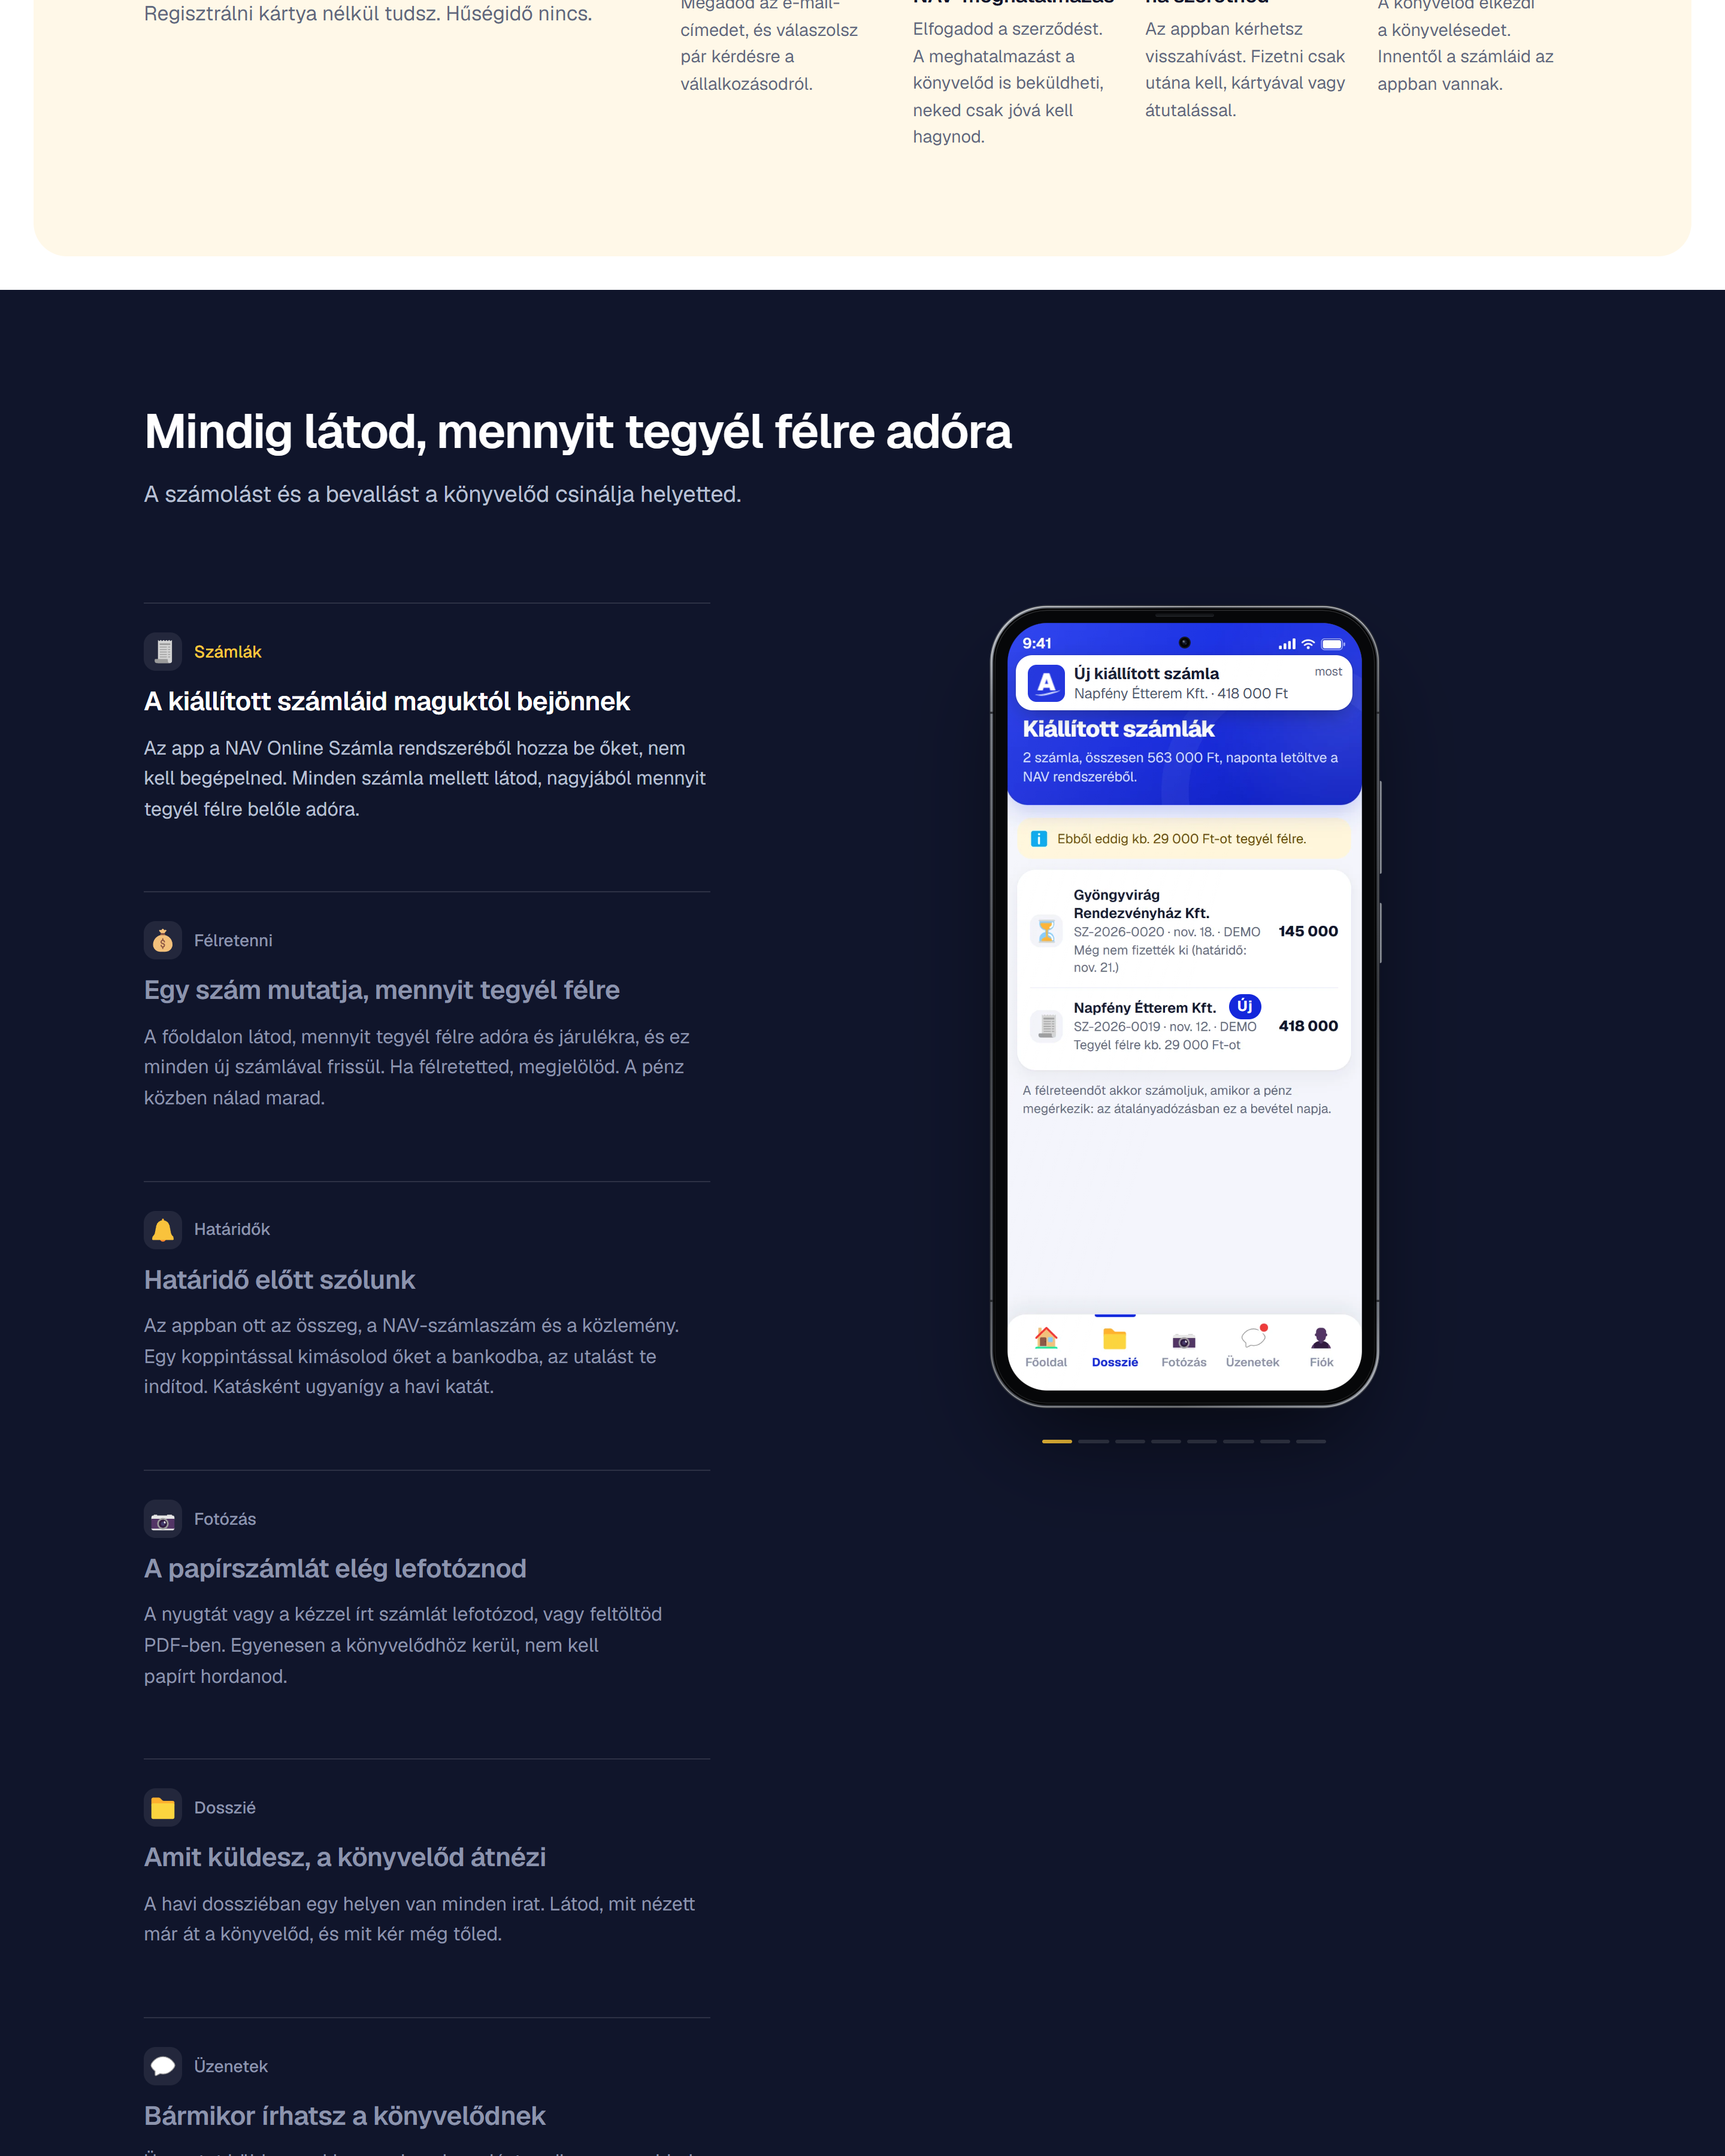 Regisztrálni kártya nélkül tudsz. Hűségidő nincs.
Megadod az e-mail-
címedet, és válaszolsz
pár kérdésre a
vállalkozásodról.
Elfogadod a szerződést.
A meghatalmazást a
könyvelőd is beküldheti,
neked csak jóvá kell
hagynod.
Az appban kérhetsz
visszahívást. Fizetni csak
utána kell, kártyával vagy
átutalással.
A könyvelőd elkezdi
a könyvelésedet.
Innentől a számláid az
appban vannak.
Mindig látod, mennyit tegyél félre adóra
A számolást és a bevallást a könyvelőd csinálja helyetted.
Számlák
A kiállított számláid maguktól bejönnek
Az app a NAV Online Számla rendszeréből hozza be őket, nem
kell begépelned. Minden számla mellett látod, nagyjából mennyit
tegyél félre belőle adóra.
Félretenni
Egy szám mutatja, mennyit tegyél félre
A főoldalon látod, mennyit tegyél félre adóra és járulékra, és ez
minden új számlával frissül. Ha félretetted, megjelölöd. A pénz
közben nálad marad.
Határidők
Határidő előtt szólunk
Az appban ott az összeg, a NAV-számlaszám és a közlemény.
Egy koppintással kimásolod őket a bankodba, az utalást te
indítod. Katásként ugyanígy a havi katát.
Fotózás
A papírszámlát elég lefotóznod
A nyugtát vagy a kézzel írt számlát lefotózod, vagy feltöltöd
PDF-ben. Egyenesen a könyvelődhöz kerül, nem kell
papírt hordanod.
Dosszié
Amit küldesz, a könyvelőd átnézi
A havi dossziéban egy helyen van minden irat. Látod, mit nézett
már át a könyvelőd, és mit kér még tőled.
Üzenetek
Bármikor írhatsz a könyvelődnek
9:41
A
Új kiállított számla
most
Napfény Étterem Kft. · 418 000 Ft
Kiállított számlák
2 számla, összesen 563 000 Ft, naponta letöltve a
NAV rendszeréből.
Ebből eddig kb. 29 000 Ft-ot tegyél félre.
Gyöngyvirág
Rendezvényház Kft.
SZ-2026-0020 · nov. 18. · DEMO
145 000
Még nem fizették ki (határidő:
nov. 21.)
Napfény Étterem Kft. Új
SZ-2026-0019 · nov. 12. · DEMO
418 000
Tegyél félre kb. 29 000 Ft-ot
A félreteendőt akkor számoljuk, amikor a pénz
megérkezik: az átalányadózásban ez a bevétel napja.
Főoldal
Dosszié
Fotózás
Üzenetek
Fiók